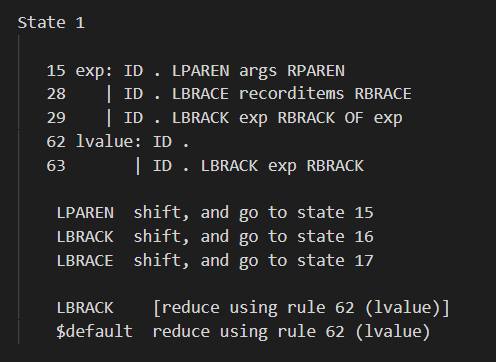 State 1
15 exp: ID . LPAREN args RPAREN
28 | ID . LBRACE recorditems RBRACE
29 | ID . LBRACK exp RBRACK OF exp
62 lvalue: ID .
63 | ID . LBRACK exp RBRACK
LPAREN shift, and go to state 15
LBRACK shift, and go to state 16
LBRACE shift, and go to state 17
LBRACK [reduce using rule 62 (lvalue)]
$default reduce using rule 62 (lvalue)